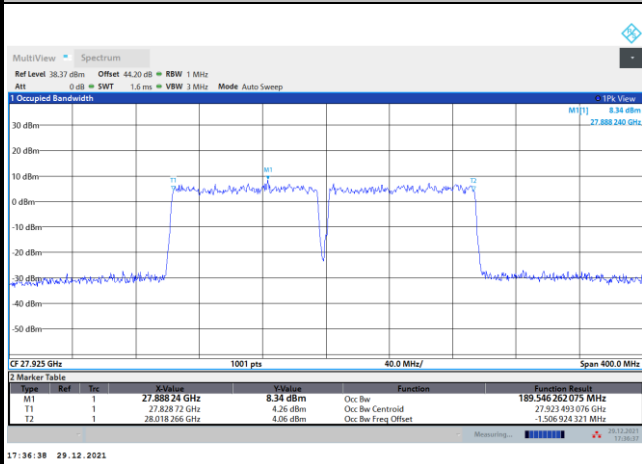 MultiView Spectrum
Ref Level 38.37 dBm Offset 44.20 dB RBW 1 MHz
Att 0 dB SWT 1.6 ms VBW 3 MHz Mode Auto Sweep
1 Occupied Bandwidth 1Pk View
M1[1] 8.34 dBm
27.888 240 GHz
30 dBm
20 dBm
10 dBm
M1
T1
T2
0 dBm
-10 dBm
-20 dBm
-30 dBm
-40 dBm
-50 dBm
CF 27.925 GHz 1001 pts 40.0 MHz/ Span 400.0 MHz
2 Marker Table
Type Ref Trc X-Value Y-Value Function Function Result
M1 1 27.888 24 GHz 8.34 dBm Occ Bw 189.546 262 075 MHz
T1 1 27.828 72 GHz 4.26 dBm Occ Bw Centroid 27.923 493 076 GHz
T2 1 28.018 266 GHz 4.06 dBm Occ Bw Freq Offset -1.506 924 321 MHz
Measuring... 29.12.2021
17:36:37
17:36:38 29.12.2021